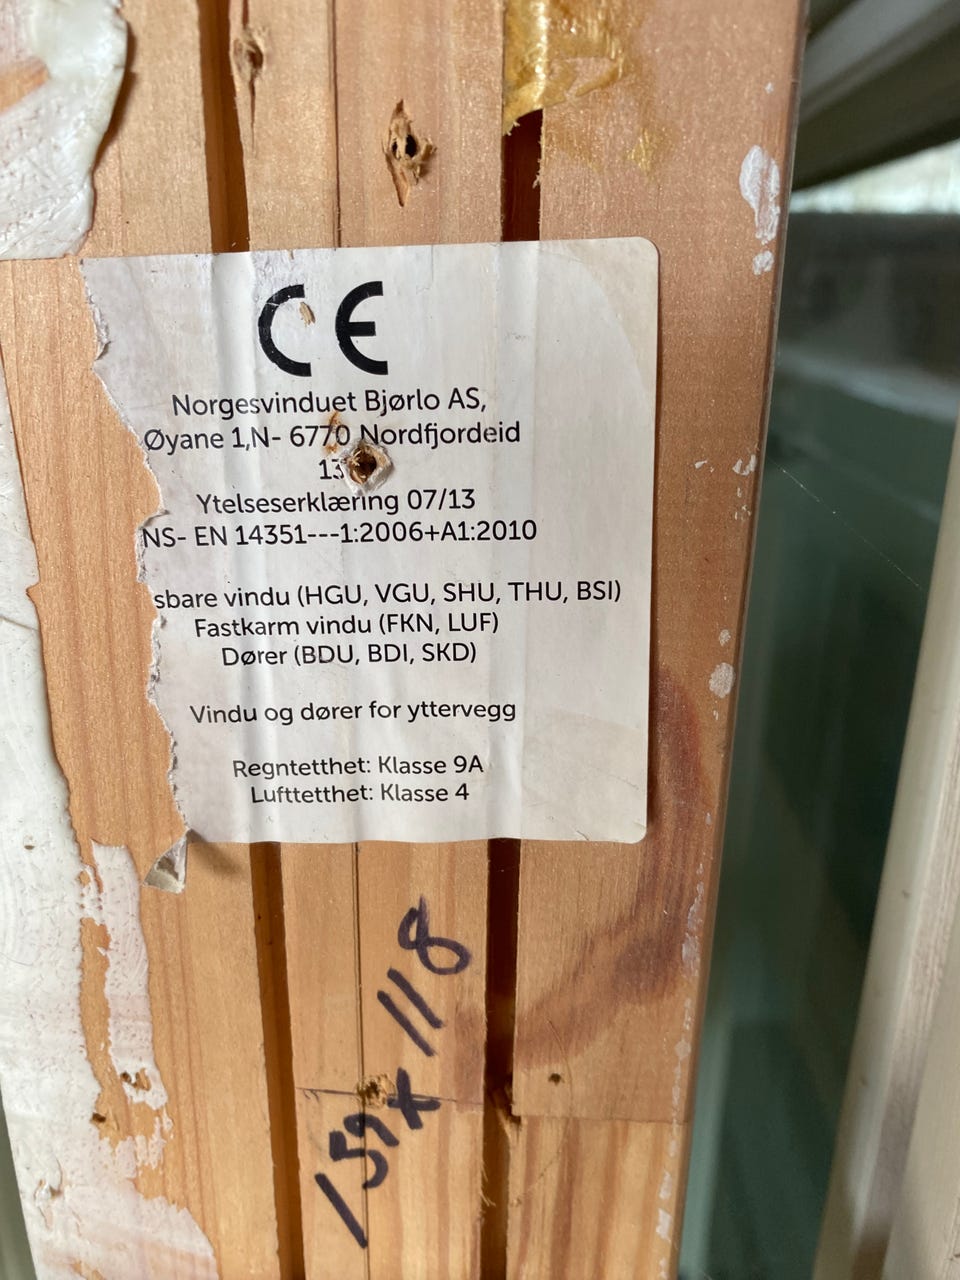 CE
Norgesvinduet Bjørlo AS,
Øyane 1,N- 6770 Nordfjordeid
13
Ytelseserklæring 07/13
NS- EN 14351---1:2006+A1:2010
sbare vindu (HGU, VGU, SHU, THU, BSI)
Fastkarm vindu (FKN, LUF)
Dører (BDU, BDI, SKD)
Vindu og dører for yttervegg
Regntetthet: Klasse 9A
Lufttetthet: Klasse 4
159x118